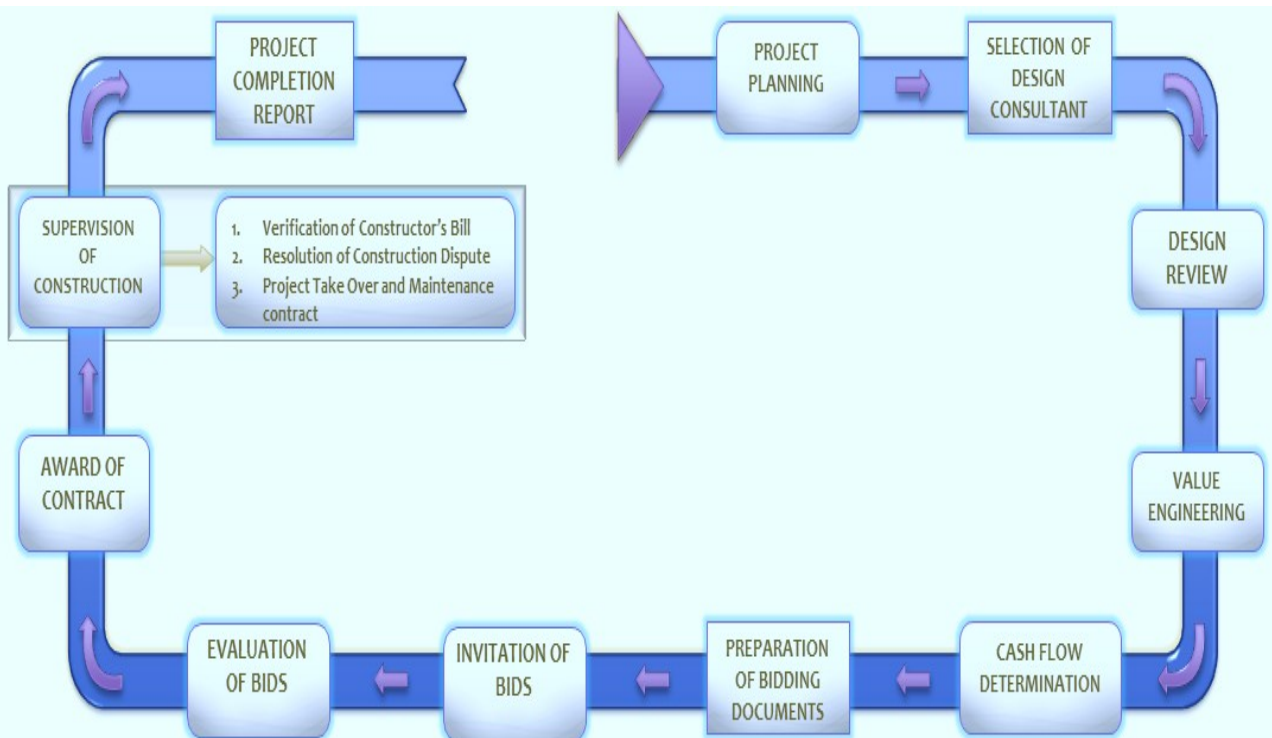 PROJECT
PLANNING
SELECTION OF
DESIGN
CONSULTANT
DESIGN
REVIEW
VALUE
ENGINEERING
CASH FLOW
DETERMINATION
PREPARATION
OF BIDDING
DOCUMENTS
INVITATION OF
BIDS
EVALUATION
OF BIDS
AWARD OF
CONTRACT
SUPERVISION
OF
CONSTRUCTION
1. Verification of Constructor's Bill
2. Resolution of Construction Dispute
3. Project Take Over and Maintenance
contract
PROJECT
COMPLETION
REPORT